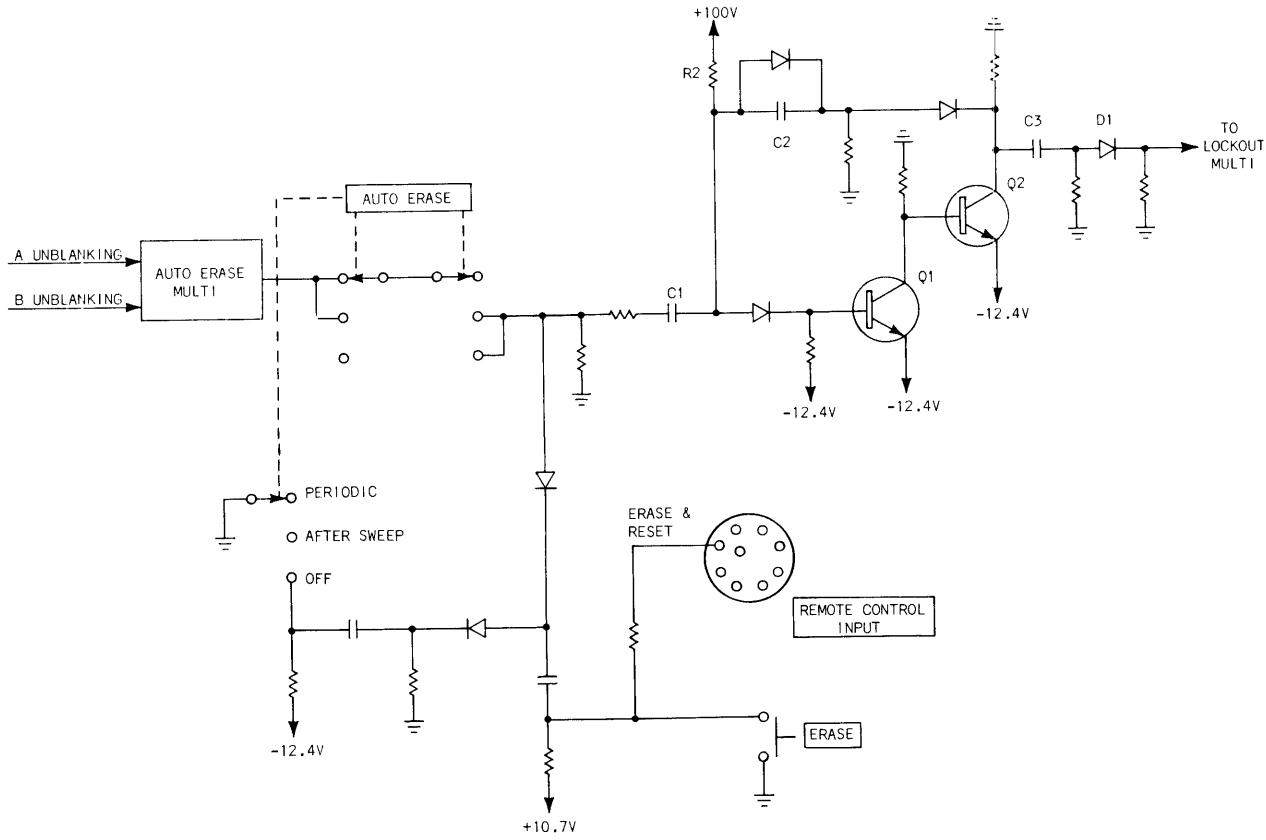 +100V
R2
C2
C3
D1
TO
LOCKOUT
MULTI
Q2
AUTO ERASE
A UNBLANKING
B UNBLANKING
AUTO ERASE
MULTI
C1
Q1
-12.4V
-12.4V
-12.4V
PERIODIC
AFTER SWEEP
OFF
ERASE &
RESET
REMOTE CONTROL
INPUT
-12.4V
ERASE
+10.7V